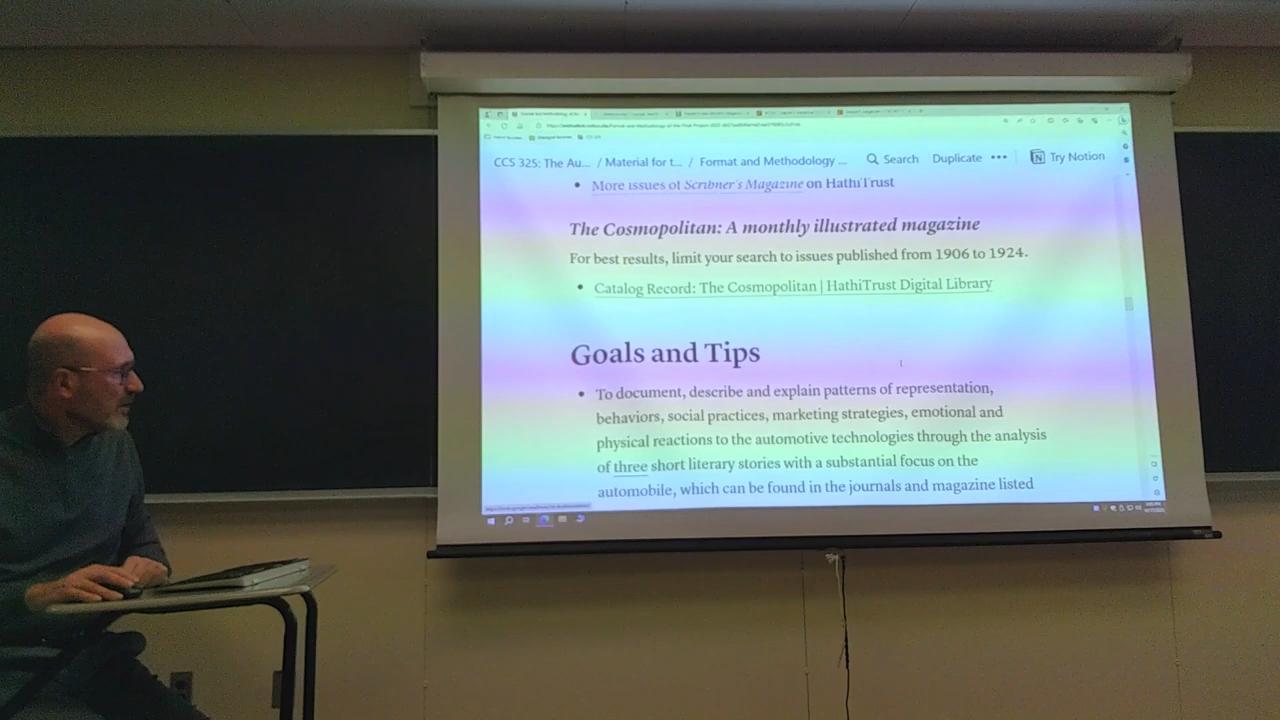 CCS 325: The Au... / Material for t... / Format and Methodology ... Search Duplicate ••• Try Notion
• More issues of Scribner's Magazine on HathiTrust
The Cosmopolitan: A monthly illustrated magazine
For best results, limit your search to issues published from 1906 to 1924.
• Catalog Record: The Cosmopolitan | HathiTrust Digital Library
Goals and Tips
• To document, describe and explain patterns of representation,
behaviors, social practices, marketing strategies, emotional and
physical reactions to the automotive technologies through the analysis
of three short literary stories with a substantial focus on the
automobile, which can be found in the journals and magazine listed